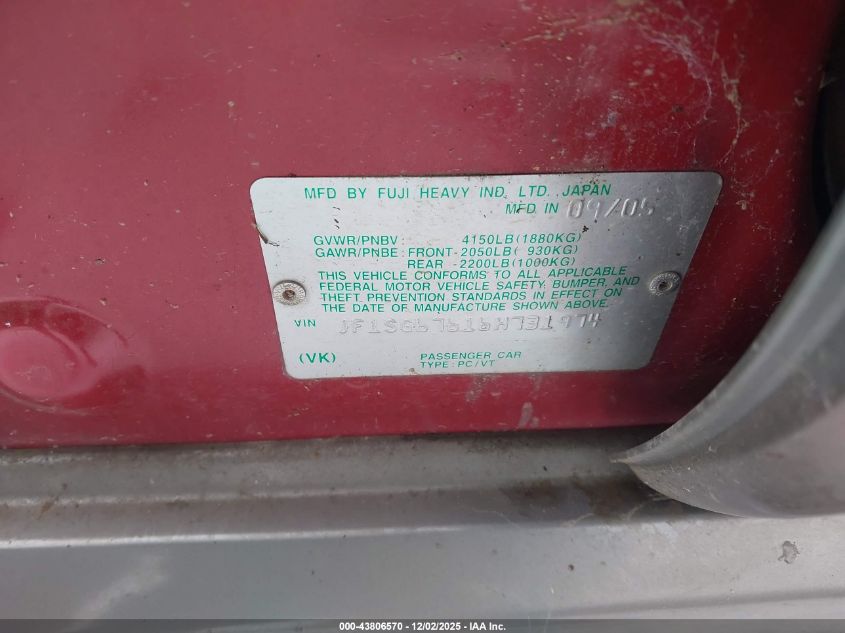 MFD BY FUJI HEAVY IND. LTD. JAPAN
MFD IN 09/05
GVWR/PNBV : 4150LB(1880KG)
GAWR/PNBE: FRONT-2050LB( 930KG)
REAR -2200LB(1000KG)
THIS VEHICLE CONFORMS TO ALL APPLICABLE
FEDERAL MOTOR VEHICLE SAFETY, BUMPER, AND
THEFT PREVENTION STANDARDS IN EFFECT ON
THE DATE OF MANUFACTURE SHOWN ABOVE.
VIN
(VK)
PASSENGER CAR
TYPE : PC/VT
000-43806570 | 12/02/2025 - IAA Inc.